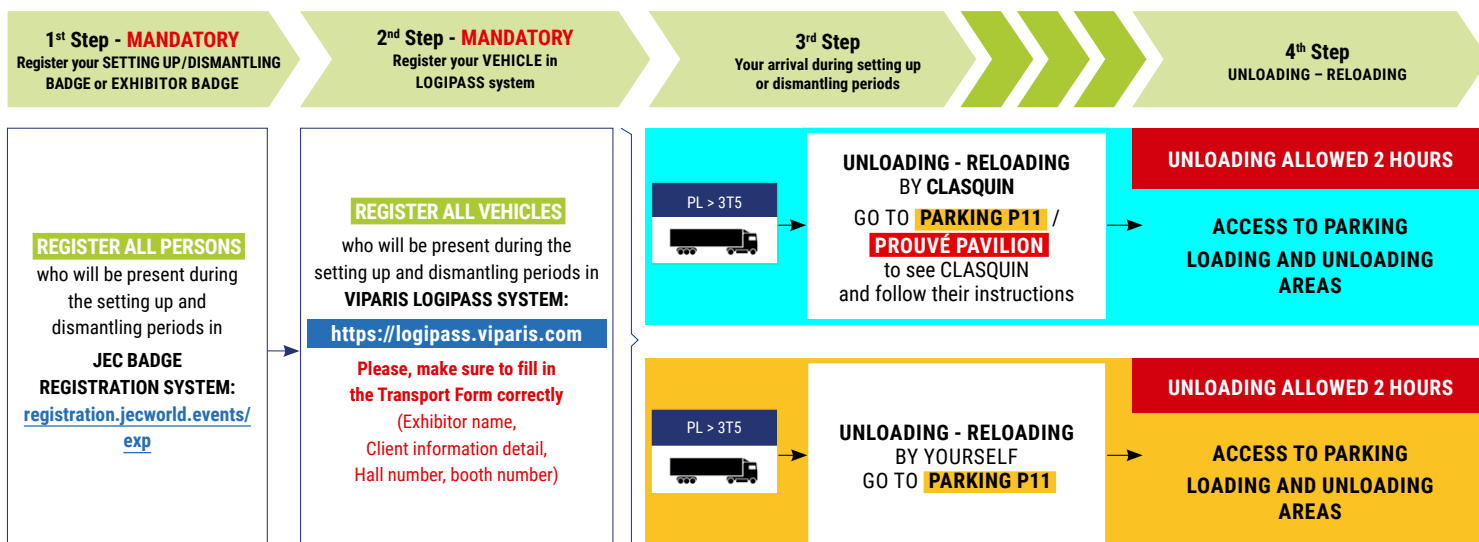 1st Step - MANDATORY
Register your SETTING UP/DISMANTLING
BADGE or EXHIBITOR BADGE
2nd Step - MANDATORY
Register your VEHICLE in
LOGIPASS system
3rd Step
Your arrival during setting up
or dismantling periods
4th Step
UNLOADING – RELOADING
REGISTER ALL PERSONS
who will be present during
the setting up and
dismantling periods in
JEC BADGE
REGISTRATION SYSTEM:
registration.jecworld.events/
exp
REGISTER ALL VEHICLES
who will be present during the
setting up and dismantling periods in
VIPARIS LOGIPASS SYSTEM:
https://logipass.viparis.com
Please, make sure to fill in
the Transport Form correctly
(Exhibitor name,
Client information detail,
Hall number, booth number)
PL > 3T5
UNLOADING - RELOADING
BY CLASQUIN
GO TO PARKING P11 /
PROUVÉ PAVILION
to see CLASQUIN
and follow their instructions
UNLOADING ALLOWED 2 HOURS
ACCESS TO PARKING
LOADING AND UNLOADING
AREAS
PL > 3T5
UNLOADING - RELOADING
BY YOURSELF
GO TO PARKING P11
UNLOADING ALLOWED 2 HOURS
ACCESS TO PARKING
LOADING AND UNLOADING
AREAS